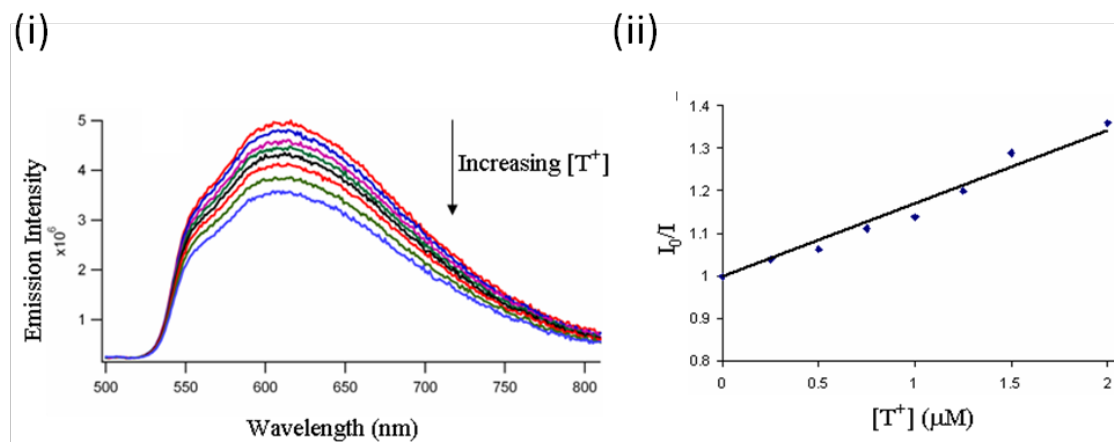 (i)
(ii)
5
4
3
2
1
Emission Intensity
x10⁶
Increasing [T⁺]
500 550 600 650 700 750 800
Wavelength (nm)
1.4
1.3
1.2
1.1
1
0.9
0.8
I₀/I
0 0.5 1 1.5 2
[T⁺] (μM)